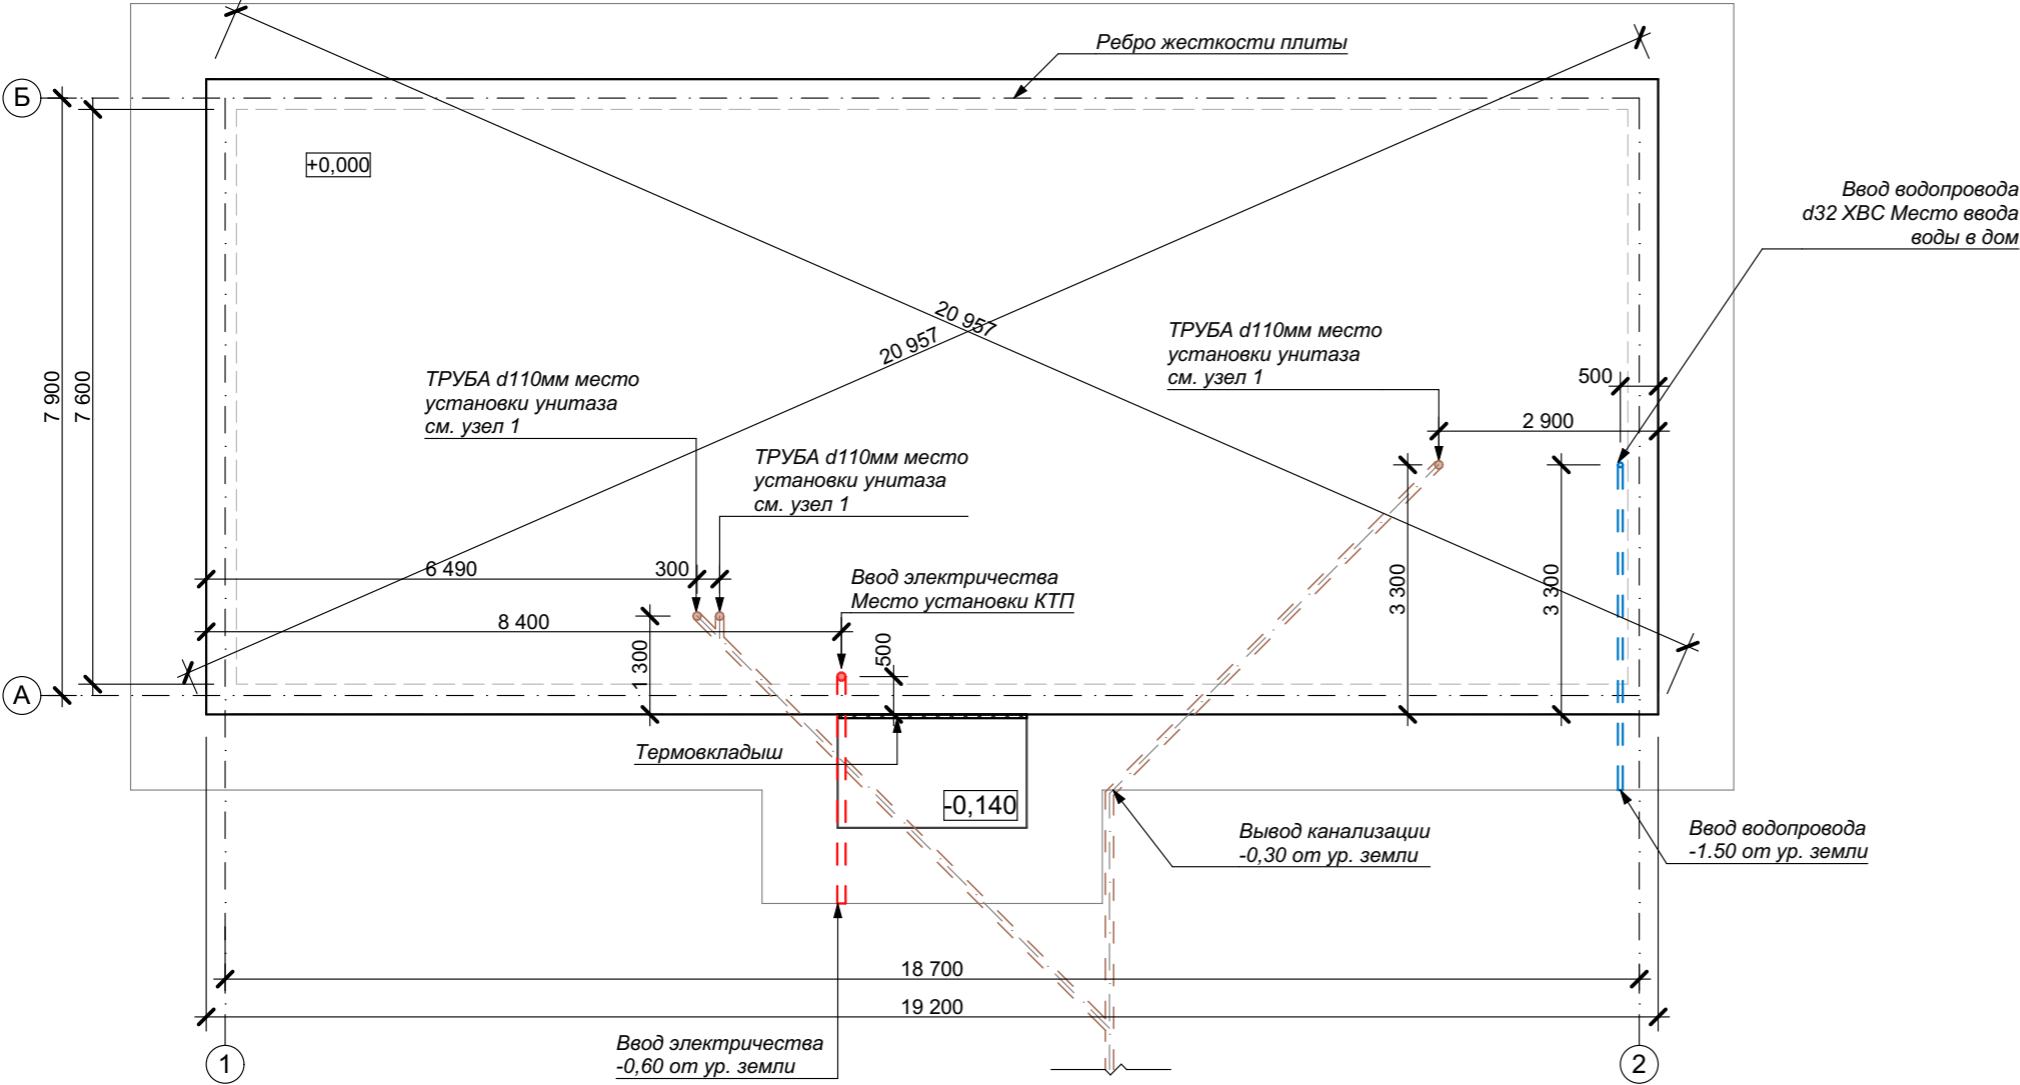 Ребро жесткости плиты
Б
+0,000
Ввод водопровода
d32 ХВС Место ввода
воды в дом
20 957
20 957
ТРУБА d110мм место
установки унитаза
см. узел 1
500
7 900
7 600
ТРУБА d110мм место
установки унитаза
см. узел 1
2 900
ТРУБА d110мм место
установки унитаза
см. узел 1
6 490
300
Ввод электричества
Место установки КТП
3 300
3 300
8 400
1 300
500
А
Термовкладыш
-0,140
Вывод канализации
-0,30 от ур. земли
Ввод водопровода
-1.50 от ур. земли
18 700
19 200
Ввод электричества
-0,60 от ур. земли
1
2